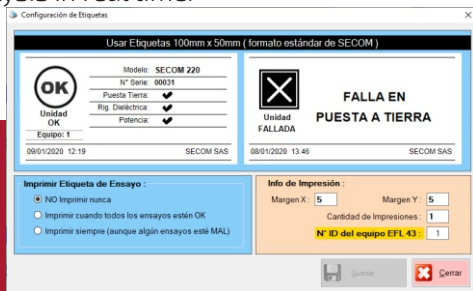 Configuración de Etiquetas
Usar Etiquetas 100mm x 50mm ( formato estándar de SECOM )
OK
Unidad
OK
Equipo: 1
Modelo: SECOM 220
N° Serie: 00031
Puesta Tierra:
Rig. Dieléctrica:
Potencia:
09/01/2020 12:19 SECOM SAS
Unidad
FALLADA
FALLA EN
PUESTA A TIERRA
08/01/2020 13:46 SECOM SAS
Imprimir Etiqueta de Ensayo :
NO Imprimir nunca
Imprimir cuando todos los ensayos estén OK
Imprimir siempre (aunque algún ensayo esté MAL)
Info de Impresión :
Margen X : 5 Margen Y : 5
Cantidad de Impresiones : 1
N° ID del equipo EFL 43 : 1
Guardar Cerrar